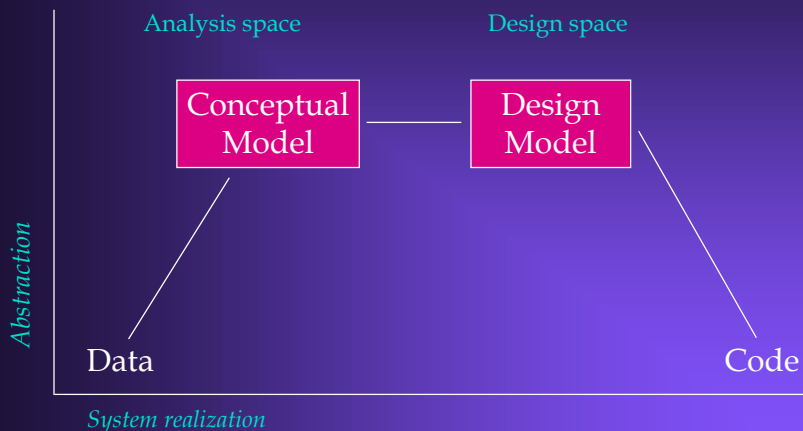 Analysis space
Design space
Conceptual
Model
Design
Model
Abstraction
Data
Code
System realization